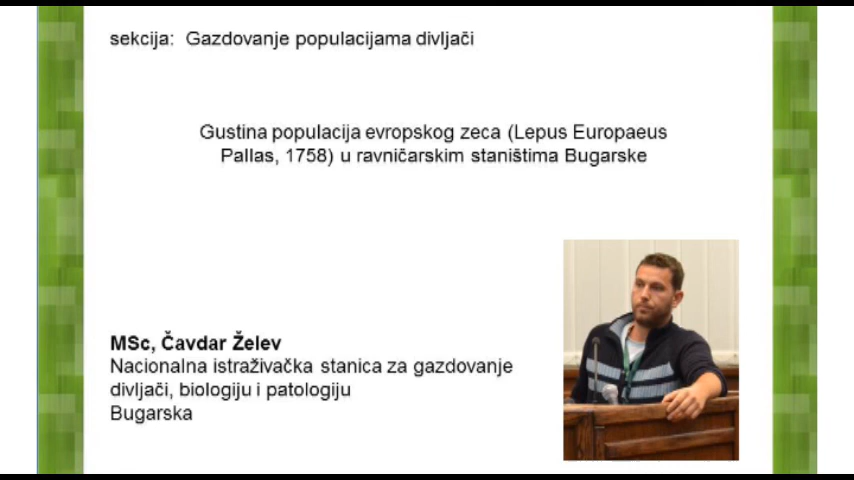 sekcija: Gazdovanje populacijama divljači
Gustina populacija evropskog zeca (Lepus Europaeus
Pallas, 1758) u ravničarskim staništima Bugarske
MSc, Čavdar Želev
Nacionalna istraživačka stanica za gazdovanje
divljači, biologiju i patologiju
Bugarska